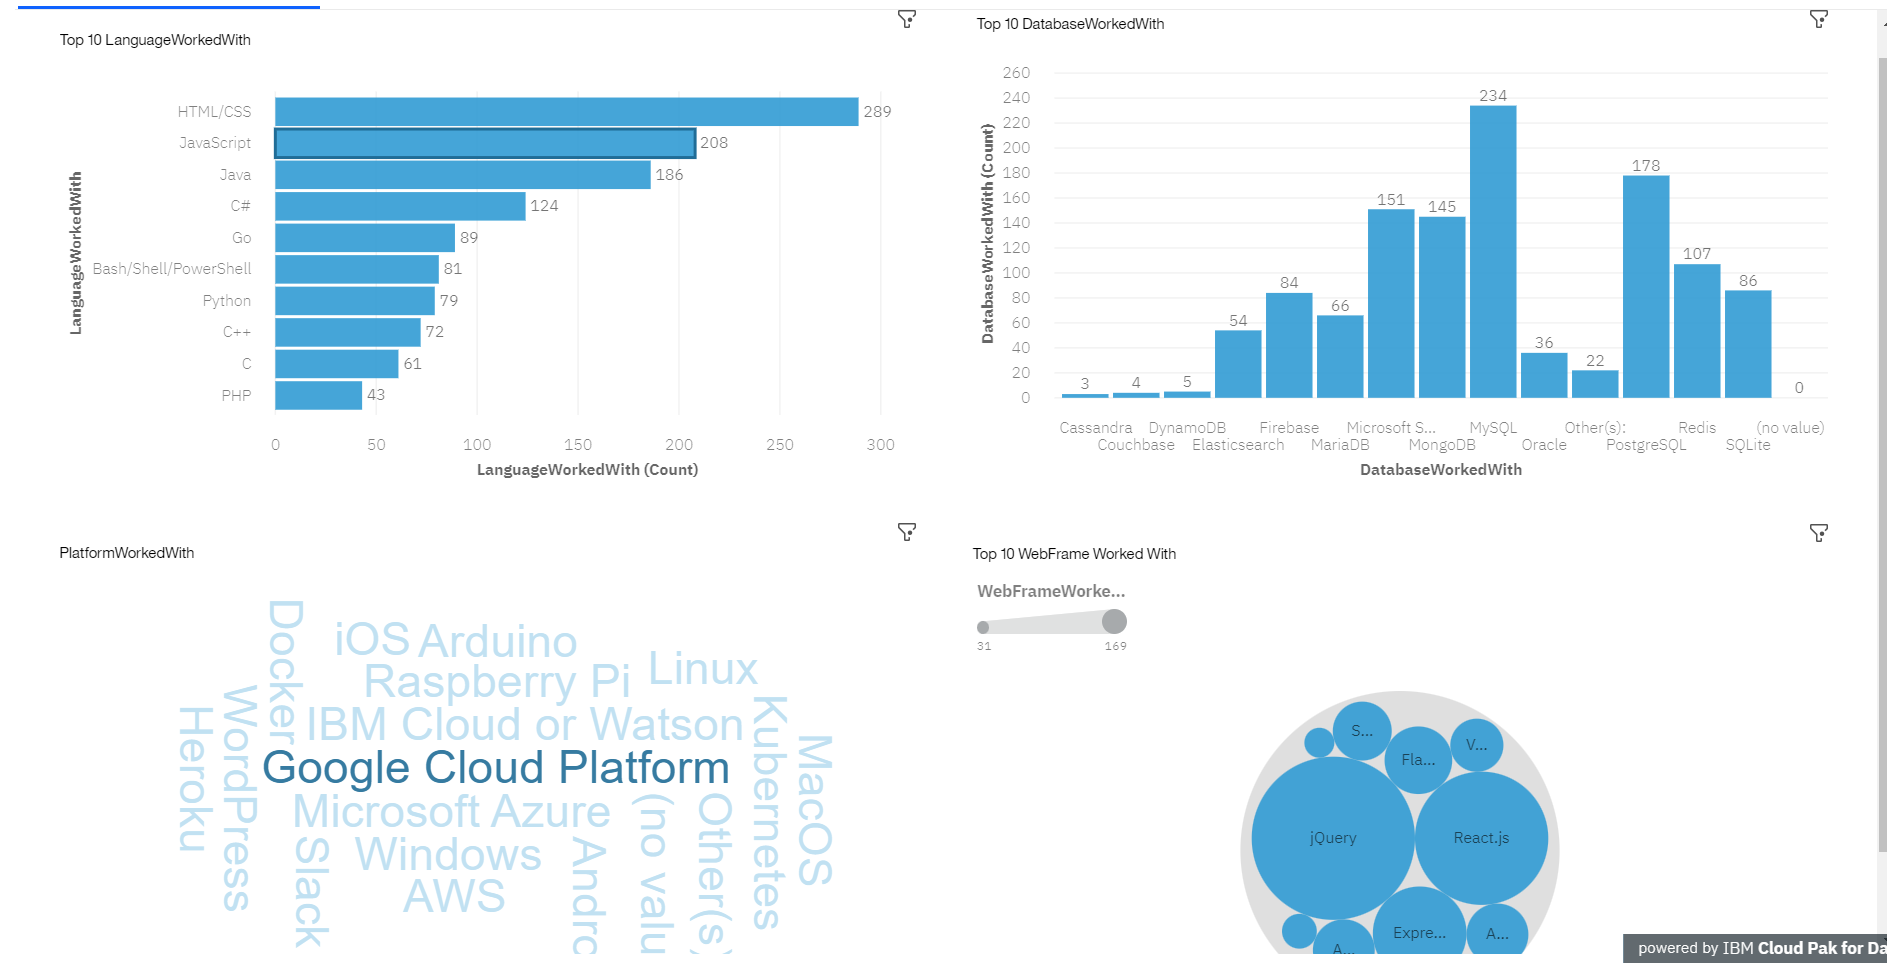 Top 10 LanguageWorkedWith
LanguageWorkedWith
HTML/CSS 289
JavaScript 208
Java 186
C# 124
Go 89
Bash/Shell/PowerShell 81
Python 79
C++ 72
C 61
PHP 43
0 50 100 150 200 250 300
LanguageWorkedWith (Count)
Top 10 DatabaseWorkedWith
DatabaseWorkedWith (Count)
260
240
220
200
180
160
140
120
100
80
60
40
20
0
3 4 5 54 84 66 151 145 234 36 22 178 107 86 0
Cassandra DynamoDB Firebase Microsoft S... MySQL Other(s): Redis (no value)
Couchbase Elasticsearch MariaDB MongoDB Oracle PostgreSQL SQLite
DatabaseWorkedWith
PlatformWorkedWith
Docker
iOS
Arduino
Raspberry Pi
Linux
Heroku
WordPress
IBM Cloud or Watson
Google Cloud Platform
Kubernetes
MacOS
Microsoft Azure
Slack
Windows
AWS
Andro
(no valu
Other(s)
Top 10 WebFrame Worked With
WebFrameWorke...
31 169
S...
Fla...
V...
jQuery
React.js
Expre...
A...
A...
powered by IBM Cloud Pak for Da